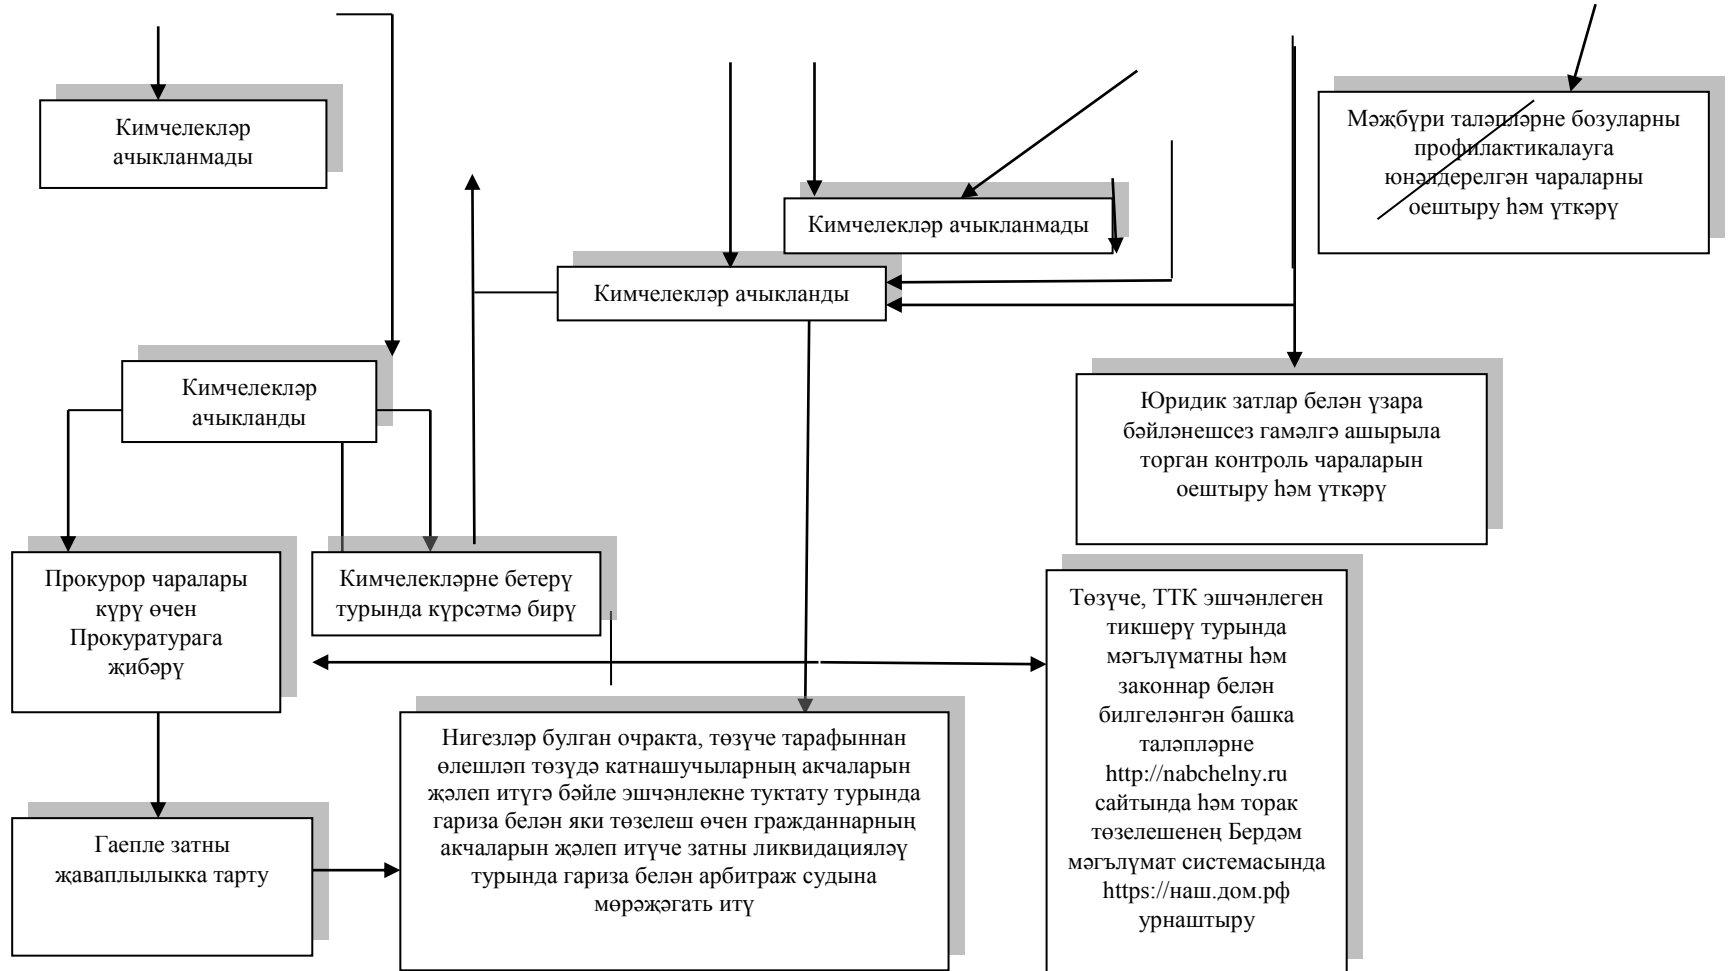 Кимчелекләр
ачыкланмады
Мәҗбүри таләпләрне бозуларны
профилактикалауга
юнәлдерелгән чараларны
оештыру һәм үткәрү
Кимчелекләр ачыкланмады
Кимчелекләр ачыкланды
Кимчелекләр
ачыкланды
Юридик затлар белән үзара
бәйләнешсез гамәлгә ашырыла
торган контроль чараларын
оештыру һәм үткәрү
Прокурор чаралары
күрү өчен
Прокуратурага
җибәрү
Кимчелекләрне бетерү
турында күрсәтмә бирү
Төзүче, ТТК эшчәнлеген
тикшерү турында
мәгълүматны һәм
законнар белән
билгеләнгән башка
таләпләрне
http://nabchelny.ru
сайтында һәм торак
төзелешенең Бердәм
мәгълүмат системасында
https://наш.дом.рф
урнаштыру
Нигезләр булган очракта, төзүче тарафыннан
өлешләп төзүдә катнашучыларның акчаларын
җәлеп итүгә бәйле эшчәнлекне туктату турында
гариза белән яки төзелеш өчен гражданнарның
акчаларын җәлеп итүче затны ликвидацияләү
турында гариза белән арбитраж судына
мөрәҗәгать итү
Гаепле затны
җаваплылыкка тарту